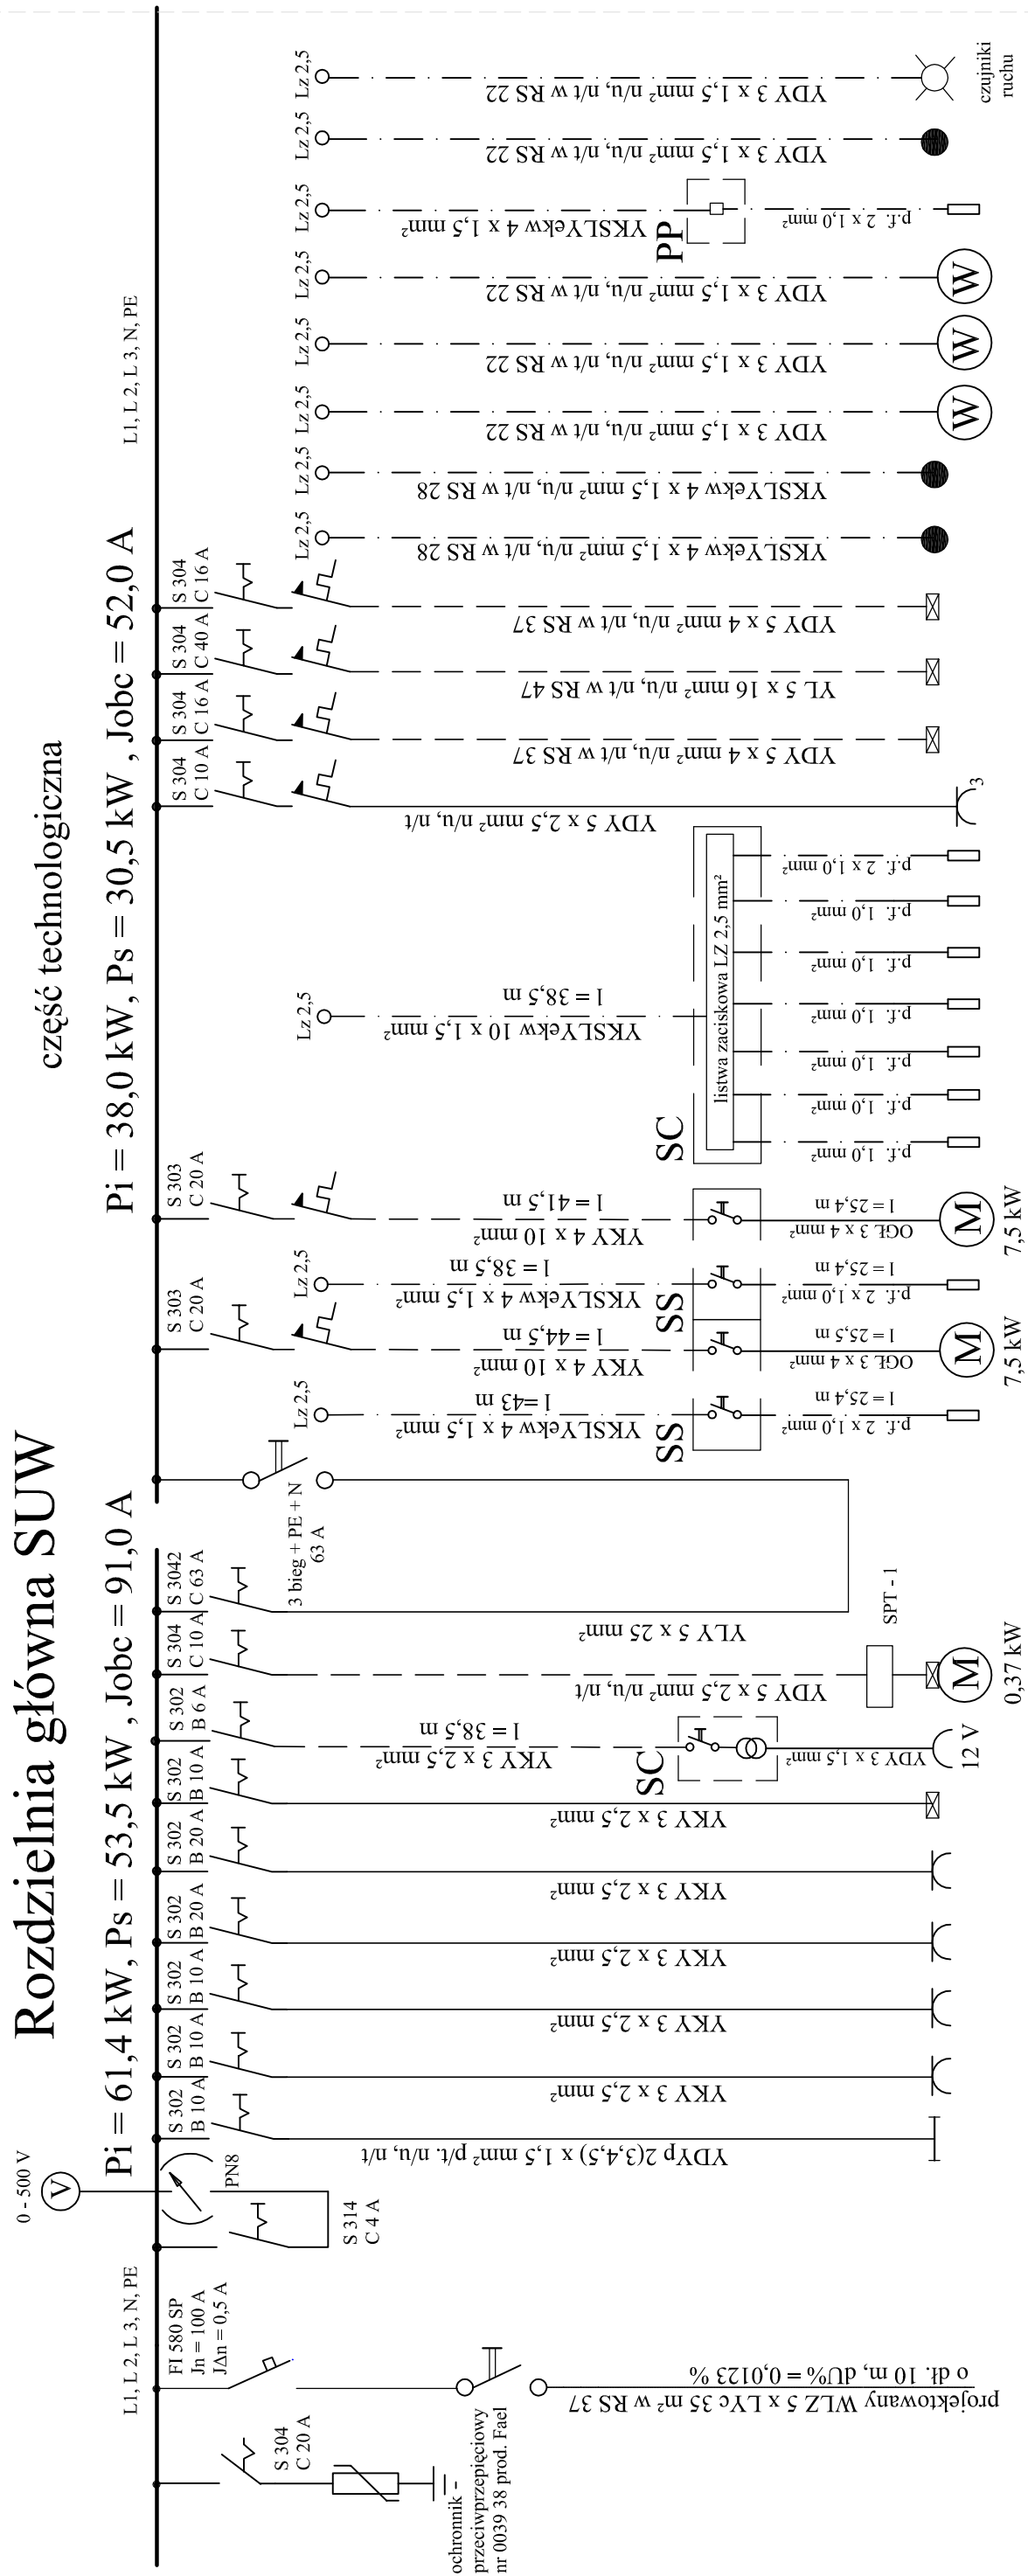 Rozdzielnia główna SUW
część technologiczna
Pi = 61,4 kW, Ps = 53,5 kW , Jobc = 91,0 A
Pi = 38,0 kW, Ps = 30,5 kW , Jobc = 52,0 A
L1, L 2, L 3, N, PE
L1, L 2, L 3, N, PE
S 304
C 20 A
ochronnik -
przeciwprzepięciowy
nr 0039 38 prod. Fael
FI 580 SP
Jn = 100 A
JΔn = 0,5 A
projektowany WLZ 5 x LYc 35 m² w RS 37
o dł. 10 m, dU% = 0,0123 %
0 - 500 V
V
PN8
S 314
C 4 A
S 302
B 10 A
YDYp 2(3,4,5) x 1,5 mm² p/t. n/u, n/t
S 302
B 10 A
YKY 3 x 2,5 mm²
S 302
B 10 A
YKY 3 x 2,5 mm²
S 302
B 20 A
YKY 3 x 2,5 mm²
S 302
B 20 A
YKY 3 x 2,5 mm²
S 302
B 10 A
YKY 3 x 2,5 mm²
S 302
B 6 A
YKY 3 x 2,5 mm²
l = 38,5 m
SC
YDY 3 x 1,5 mm²
12 V
S 304
C 10 A
YDY 5 x 2,5 mm² n/u, n/t
SPT - 1
M
0,37 kW
S 3042
C 63 A
YLY 5 x 25 mm²
3 bieg + PE + N
63 A
Lz 2,5
YKSLYekw 4 x 1,5 mm²
l=43 m
SS
p.f. 2 x 1,0 mm²
l = 25,4 m
S 303
C 20 A
YKY 4 x 10 mm²
l = 44,5 m
OGŁ 3 x 4 mm²
l = 25,5 m
M
7,5 kW
Lz 2,5
YKSLYekw 4 x 1,5 mm²
l = 38,5 m
SS
p.f. 2 x 1,0 mm²
l = 25,4 m
S 303
C 20 A
YKY 4 x 10 mm²
l = 41,5 m
OGŁ 3 x 4 mm²
l = 25,4 m
M
7,5 kW
Lz 2,5
YKSLYekw 10 x 1,5 mm²
l = 38,5 m
SC
listwa zaciskowa LZ 2,5 mm²
p.f. 1,0 mm²
p.f. 1,0 mm²
p.f. 1,0 mm²
p.f. 1,0 mm²
p.f. 1,0 mm²
p.f. 1,0 mm²
p.f. 2 x 1,0 mm²
S 304
C 10 A
YDY 5 x 2,5 mm² n/u, n/t
3
S 304
C 16 A
YDY 5 x 4 mm² n/u, n/t w RS 37
S 304
C 40 A
YL 5 x 16 mm² n/u, n/t w RS 47
S 304
C 16 A
YDY 5 x 4 mm² n/u, n/t w RS 37
Lz 2,5
YKSLYekw 4 x 1,5 mm² n/u, n/t w RS 28
Lz 2,5
YKSLYekw 4 x 1,5 mm² n/u, n/t w RS 28
Lz 2,5
YDY 3 x 1,5 mm² n/u, n/t w RS 22
W
Lz 2,5
YDY 3 x 1,5 mm² n/u, n/t w RS 22
W
Lz 2,5
YDY 3 x 1,5 mm² n/u, n/t w RS 22
W
Lz 2,5
YKSLYekw 4 x 1,5 mm²
PP
p.f. 2 x 1,0 mm²
Lz 2,5
YDY 3 x 1,5 mm² n/u, n/t w RS 22
Lz 2,5
YDY 3 x 1,5 mm² n/u, n/t w RS 22
czujniki
ruchu